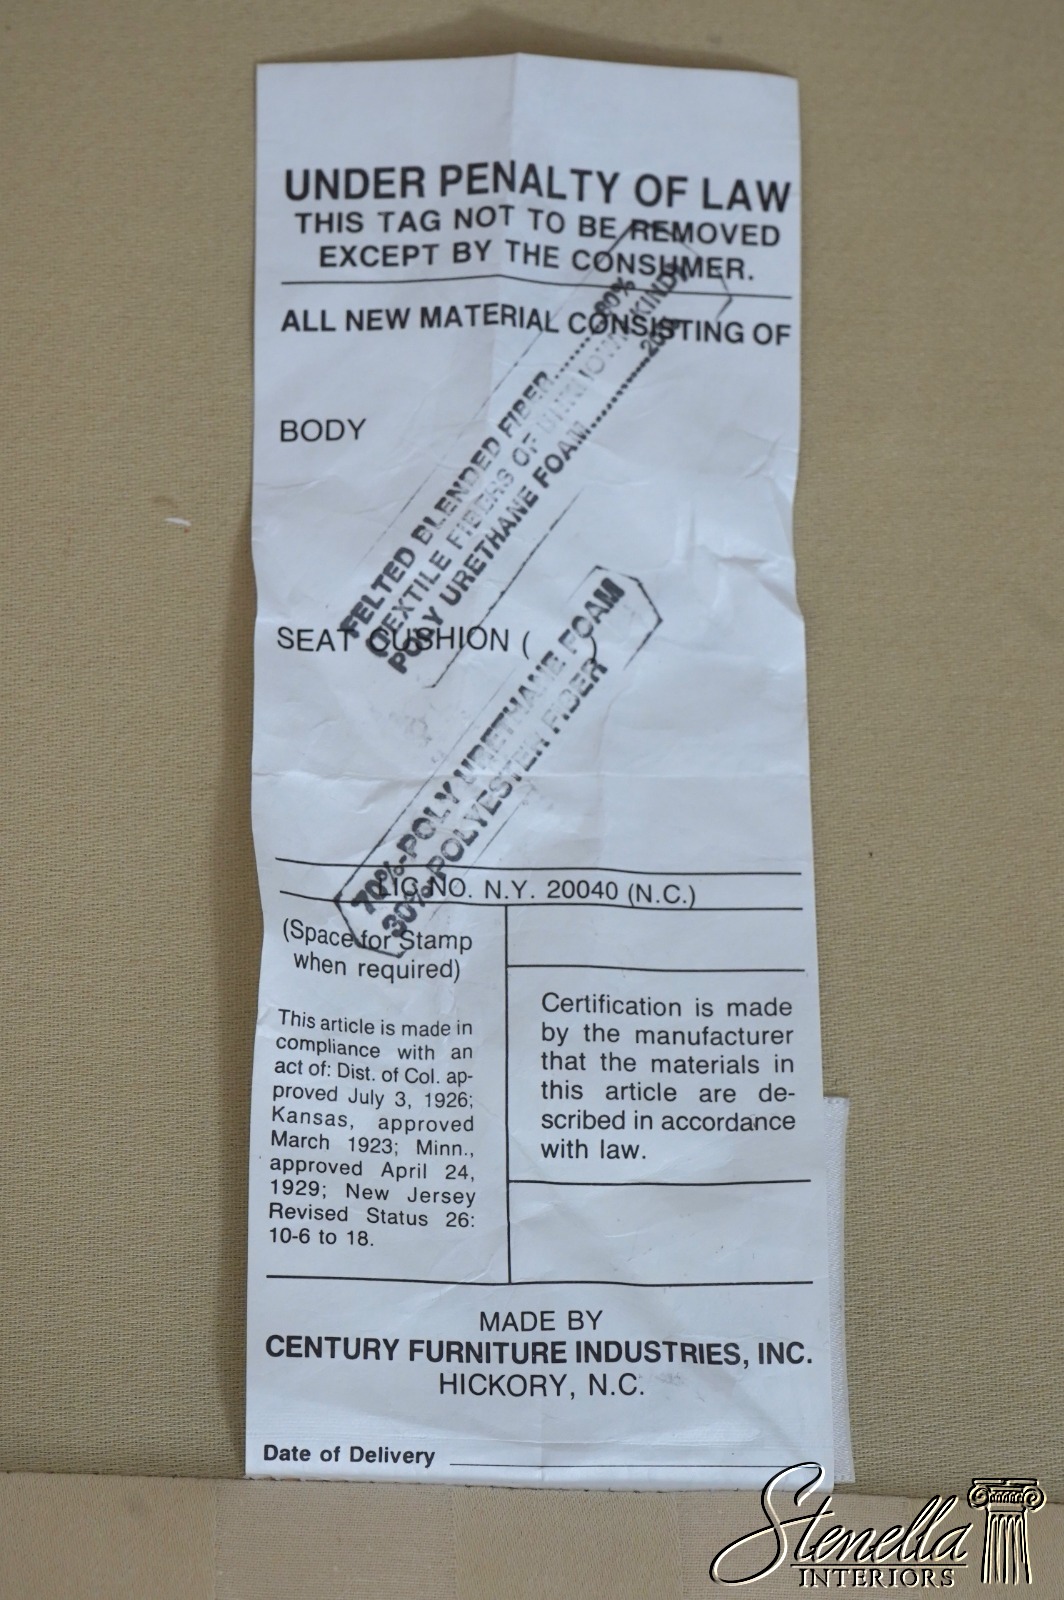 UNDER PENALTY OF LAW
THIS TAG NOT TO BE REMOVED
EXCEPT BY THE CONSUMER.
ALL NEW MATERIAL CONSISTING OF
BODY
FELTED BLENDED FIBER..........80%
(TEXTILE FIBERS OF UNKNOWN KIND)
POLY URETHANE FOAM..........20%
SEAT CUSHION ( )
70%-POLY URETHANE FOAM
30%-POLYESTER FIBER
LIC NO. N.Y. 20040 (N.C.)
(Space for Stamp
when required)
This article is made in
compliance with an
act of: Dist. of Col. ap-
proved July 3, 1926;
Kansas, approved
March 1923; Minn.,
approved April 24,
1929; New Jersey
Revised Status 26:
10-6 to 18.
Certification is made
by the manufacturer
that the materials in
this article are de-
scribed in accordance
with law.
MADE BY
CENTURY FURNITURE INDUSTRIES, INC.
HICKORY, N.C.
Date of Delivery
Stenella
INTERIORS